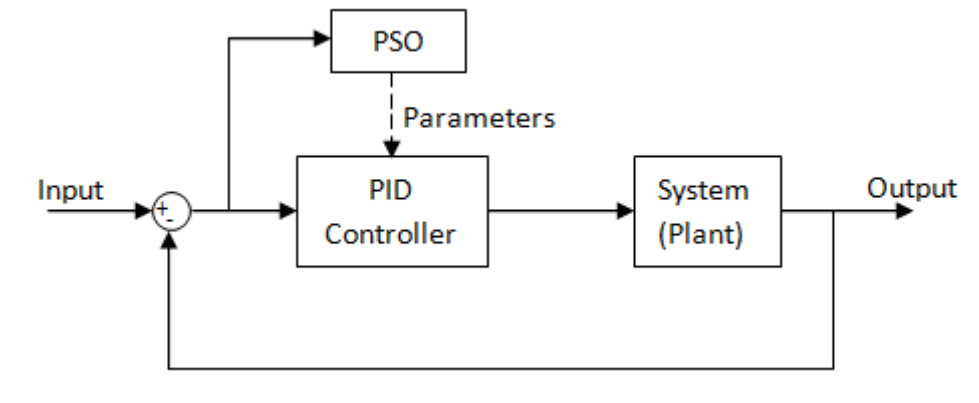 PSO
Parameters
Input
+
-
PID
Controller
System
(Plant)
Output